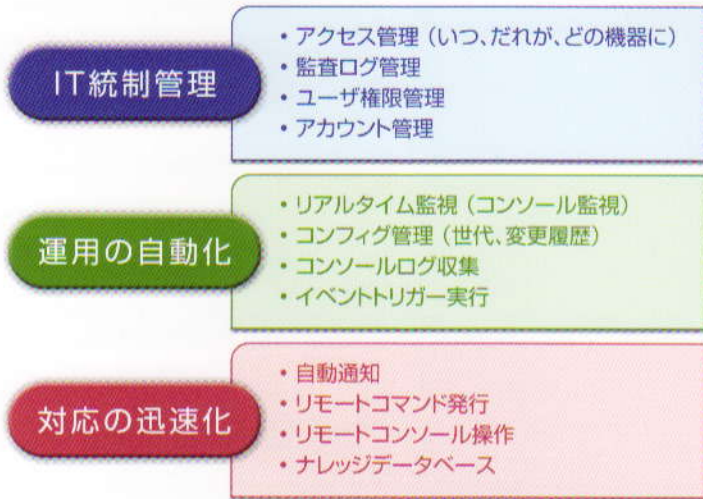 IT統制管理
・アクセス管理（いつ、だれが、どの機器に）
・監査ログ管理
・ユーザ権限管理
・アカウント管理
運用の自動化
・リアルタイム監視（コンソール監視）
・コンフィグ管理（世代、変更履歴）
・コンソールログ収集
・イベントトリガー実行
対応の迅速化
・自動通知
・リモートコマンド発行
・リモートコンソール操作
・ナレッジデータベース